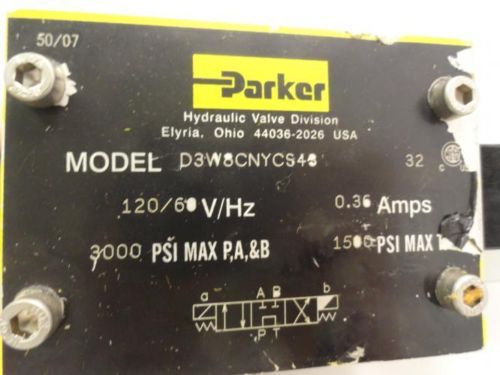 50/07
Parker
Hydraulic Valve Division
Elyria, Ohio 44036-2026 USA
MODEL D3W8CNYCS43 32
120/60 V/Hz 0.36 Amps
3000 PSI MAX P,A,&B 1500 PSI MAX T
a A B b
P T